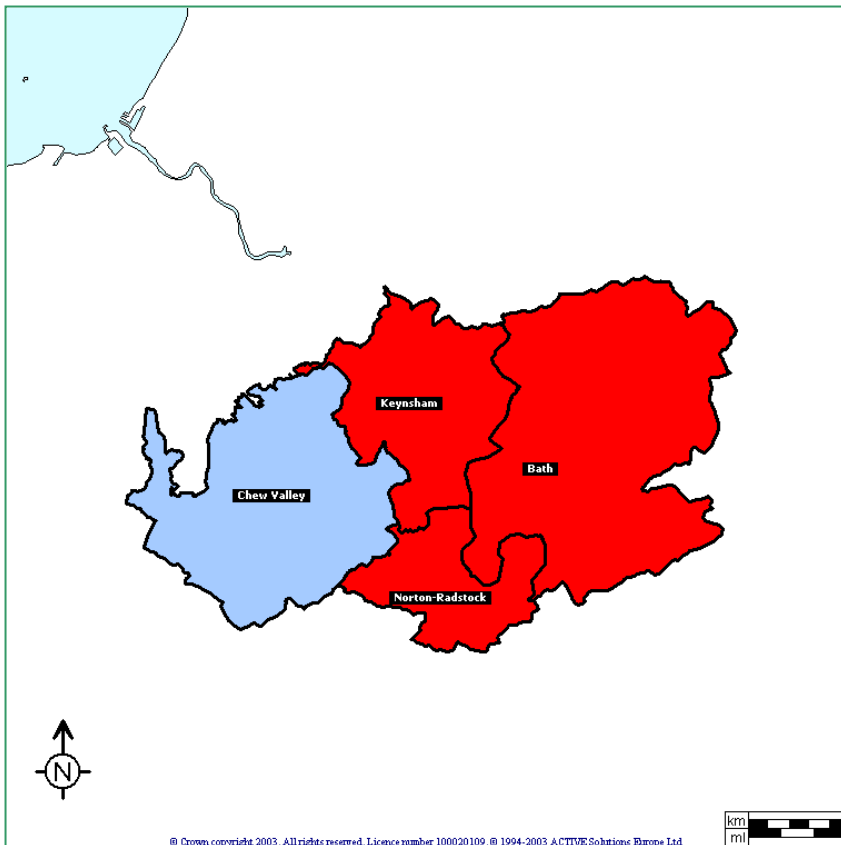 Keynsham
Bath
Chew Valley
Norton-Radstock
N
km
ml
© Crown copyright 2003. All rights reserved. Licence number 100020109. © 1994-2003 ACTIVE Solutions Europe Ltd